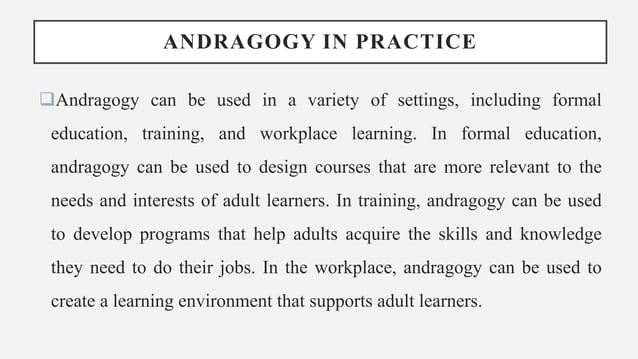 ANDRAGOGY IN PRACTICE
❑Andragogy can be used in a variety of settings, including formal
education, training, and workplace learning. In formal education,
andragogy can be used to design courses that are more relevant to the
needs and interests of adult learners. In training, andragogy can be used
to develop programs that help adults acquire the skills and knowledge
they need to do their jobs. In the workplace, andragogy can be used to
create a learning environment that supports adult learners.